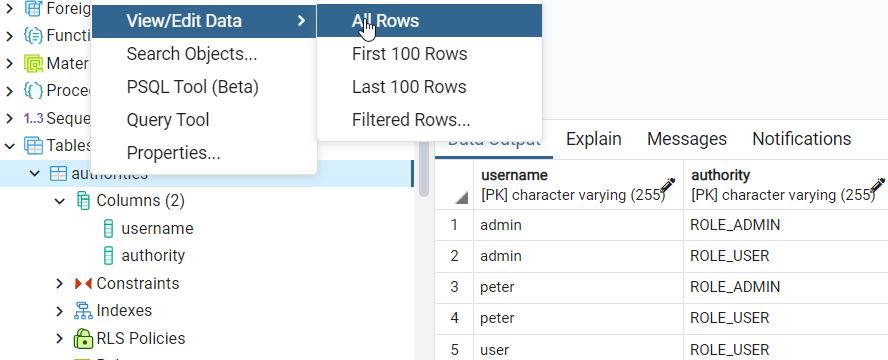 Foreig
Functi
Mater
Proce
1..3 Seque
Tables
authorities
Columns (2)
username
authority
Constraints
Indexes
RLS Policies
View/Edit Data
Search Objects...
PSQL Tool (Beta)
Query Tool
Properties...
All Rows
First 100 Rows
Last 100 Rows
Filtered Rows...
Data Output Explain Messages Notifications
username authority
[PK] character varying (255) [PK] character varying (255)
1 admin ROLE_ADMIN
2 admin ROLE_USER
3 peter ROLE_ADMIN
4 peter ROLE_USER
5 user ROLE_USER